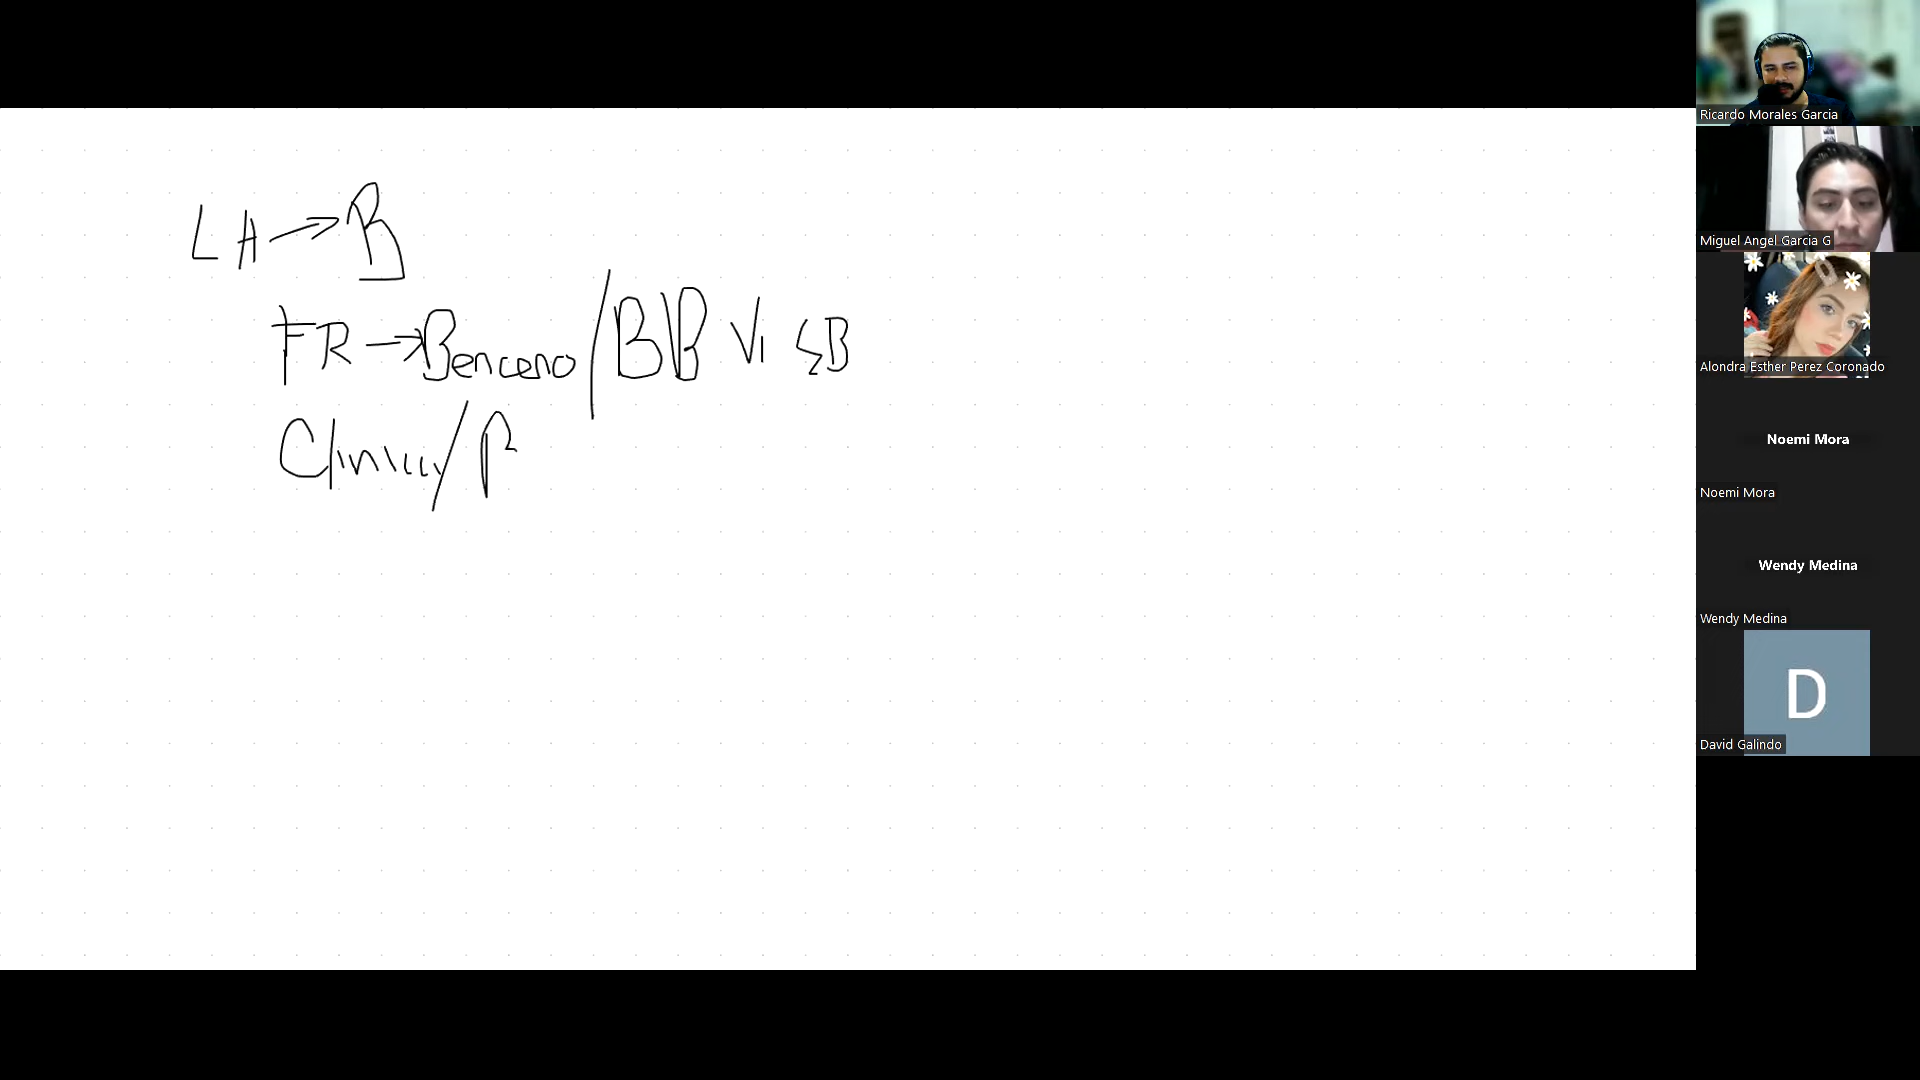 LA → B
FR → Benceno / BB VI
Clinica /
Ricardo Morales Garcia
Miguel Angel Garcia G
Alondra Esther Perez Coronado
Noemi Mora
Noemi Mora
Wendy Medina
Wendy Medina
D
David Galindo